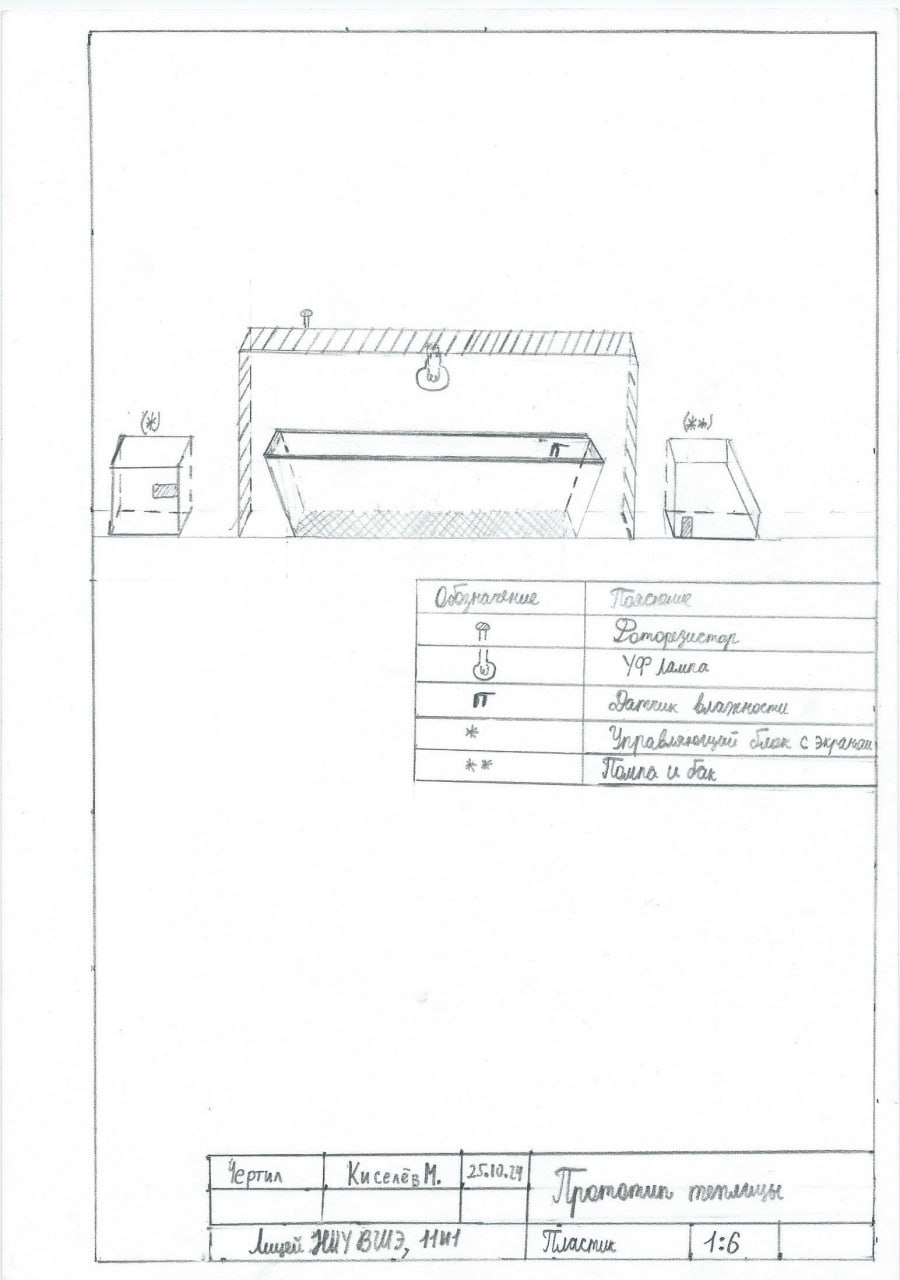 (*)
(**)
Обозначение Пояснение
Фоторезистор
УФ лампа
Датчик влажности
* Управляющий блок с экраном
** Помпа и бак
Чертил Киселёв М. 25.10.24 Прототип теплицы
Лицей НИУ ВШЭ, 11И1 Пластик 1:6